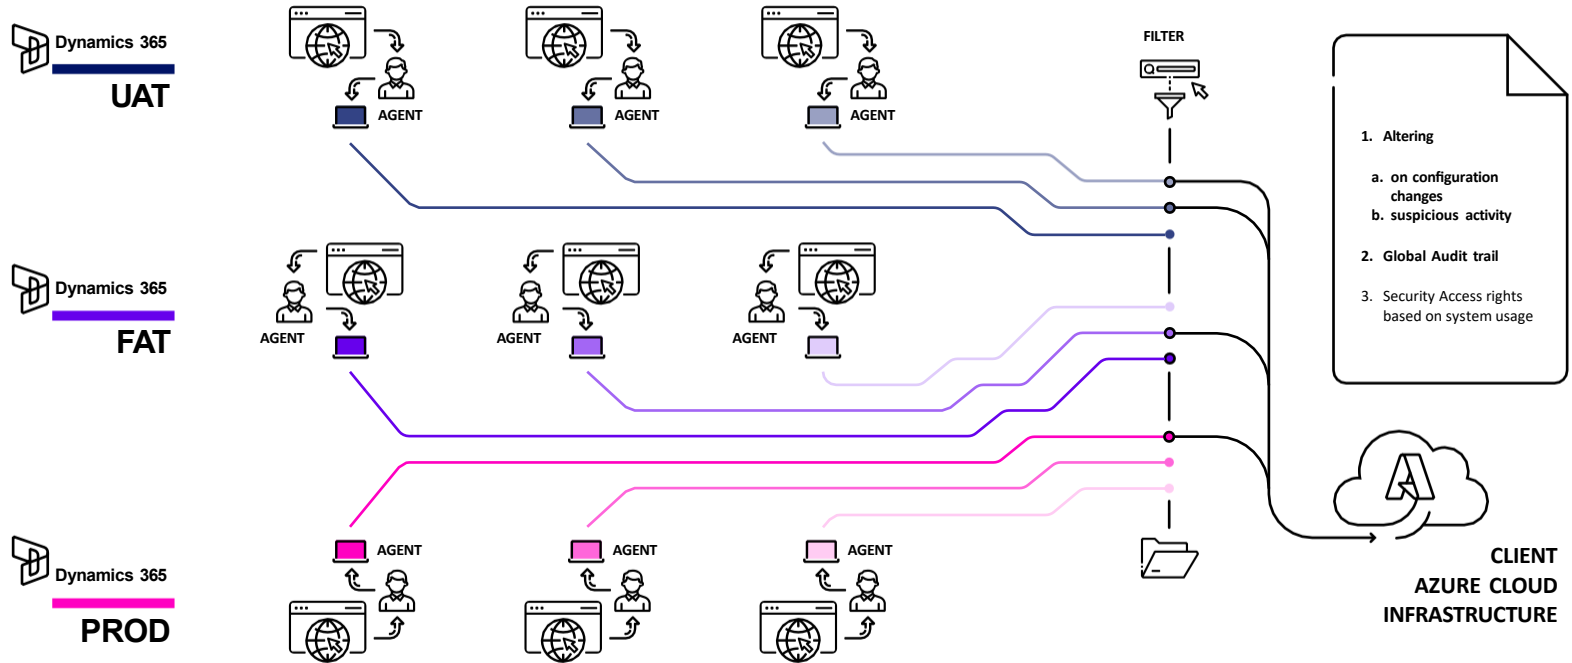 Dynamics 365
UAT
AGENT
AGENT
AGENT
FILTER
1. Altering
a. on configuration
changes
b. suspicious activity
2. Global Audit trail
3. Security Access rights
based on system usage
Dynamics 365
FAT
AGENT
AGENT
AGENT
Dynamics 365
PROD
AGENT
AGENT
AGENT
CLIENT
AZURE CLOUD
INFRASTRUCTURE